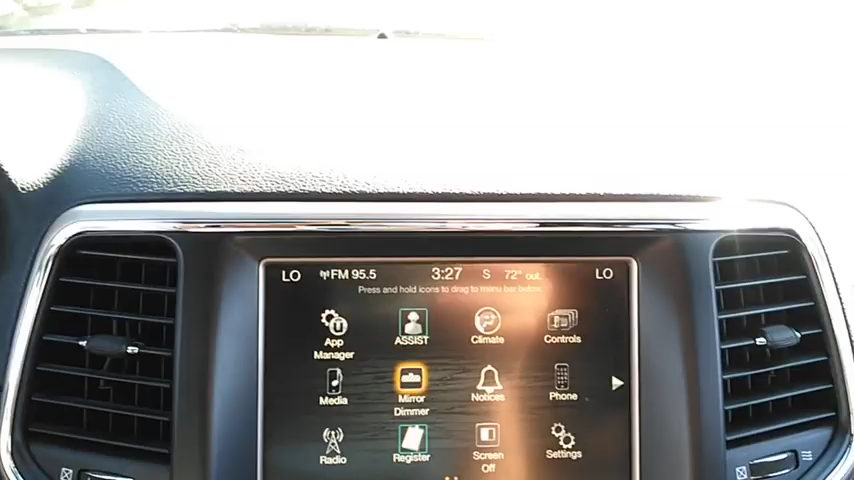 LO FM 95.5 3:27 S 72° out. LO
Press and hold icons to drag to menu bar below.
App Manager ASSIST Climate Controls
Media Mirror Dimmer Notices Phone
Radio Register Screen Off Settings